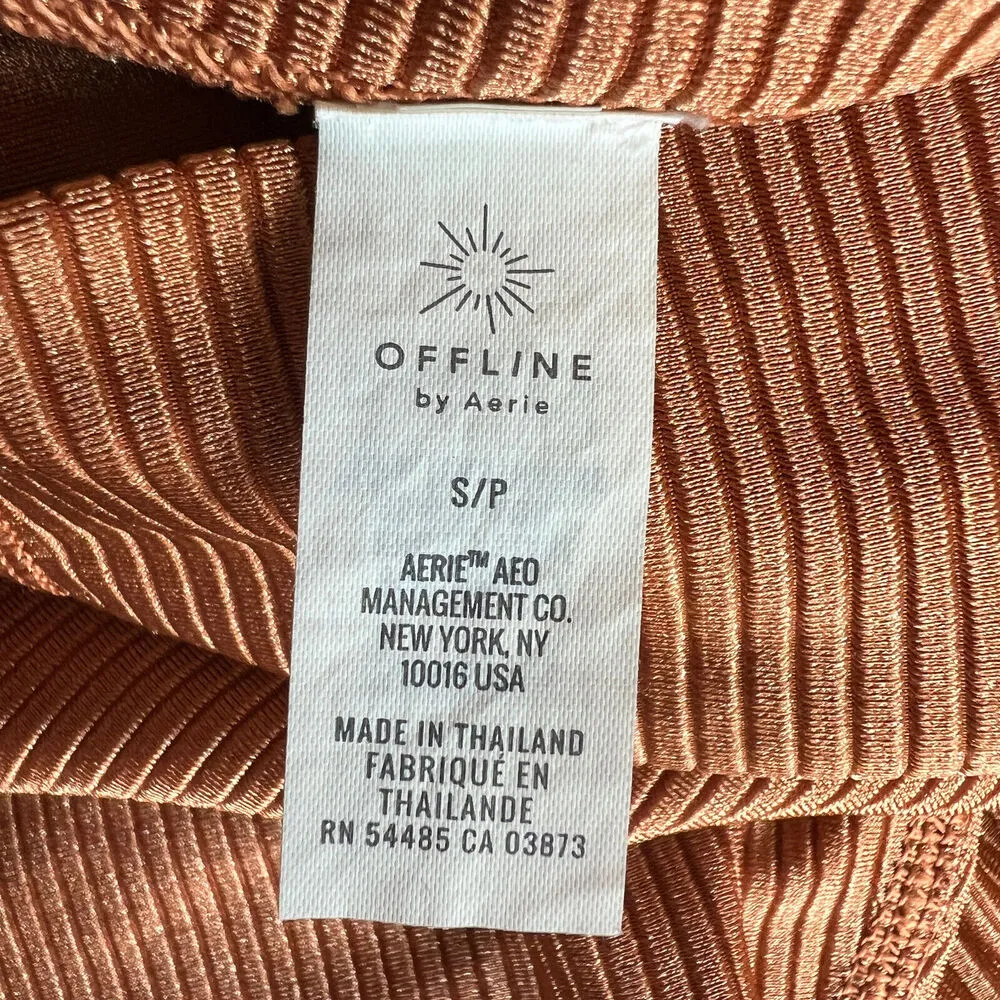 OFFLINE
by Aerie
S/P
AERIE™ AEO
MANAGEMENT CO.
NEW YORK, NY
10016 USA
MADE IN THAILAND
FABRIQUÉ EN
THAILANDE
RN 54485 CA 03873